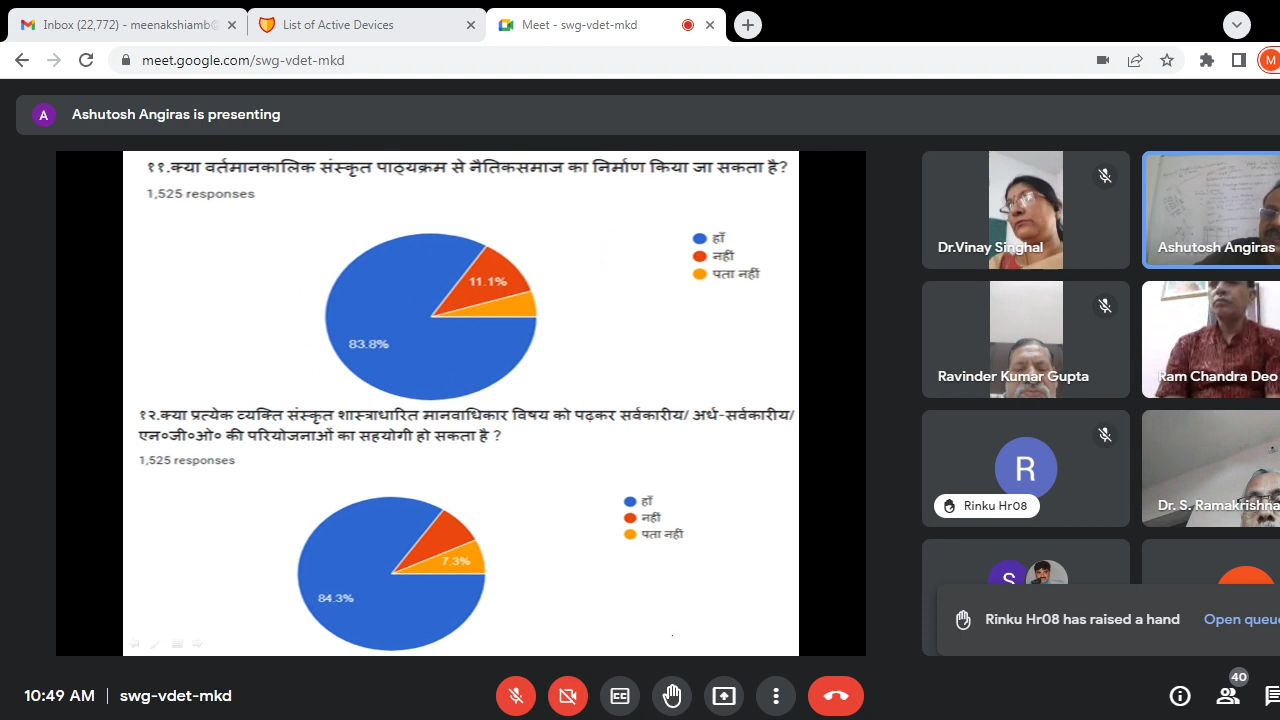 Inbox (22,772) - meenakshiamb@
List of Active Devices
Meet - swg-vdet-mkd
meet.google.com/swg-vdet-mkd
M
A
Ashutosh Angiras is presenting
११.क्या वर्तमानकालिक संस्कृत पाठ्यक्रम से नैतिकसमाज का निर्माण किया जा सकता है?
1,525 responses
हाँ
नहीं
पता नहीं
11.1%
83.8%
१२.क्या प्रत्येक व्यक्ति संस्कृत शास्त्राधारित मानवाधिकार विषय को पढ़कर सर्वकारीय/ अर्ध-सर्वकारीय/
एन०जी०ओ० की परियोजनाओं का सहयोगी हो सकता है ?
1,525 responses
हाँ
नहीं
पता नहीं
7.3%
84.3%
Dr.Vinay Singhal
Ashutosh Angiras
Ravinder Kumar Gupta
Ram Chandra Deo
R
Rinku Hr08
Dr. S. Ramakrishna
S
Rinku Hr08 has raised a hand
Open queue
10:49 AM
swg-vdet-mkd
40